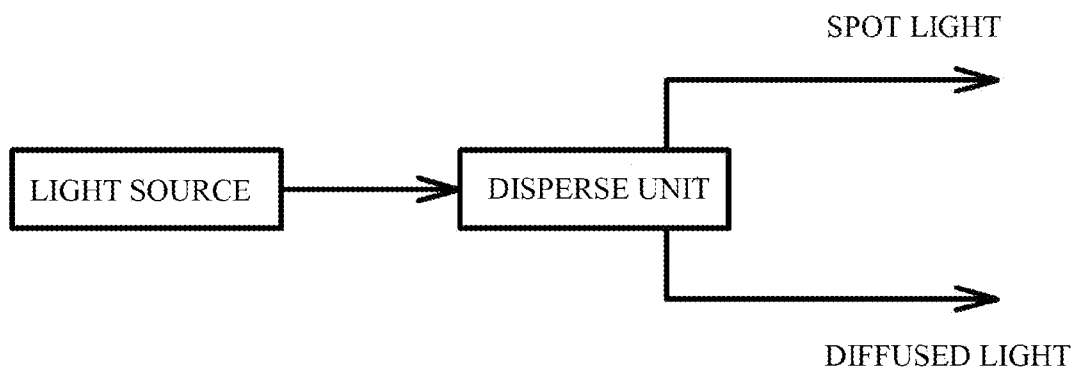 SPOT LIGHT
LIGHT SOURCE
DISPERSE UNIT
DIFFUSED LIGHT